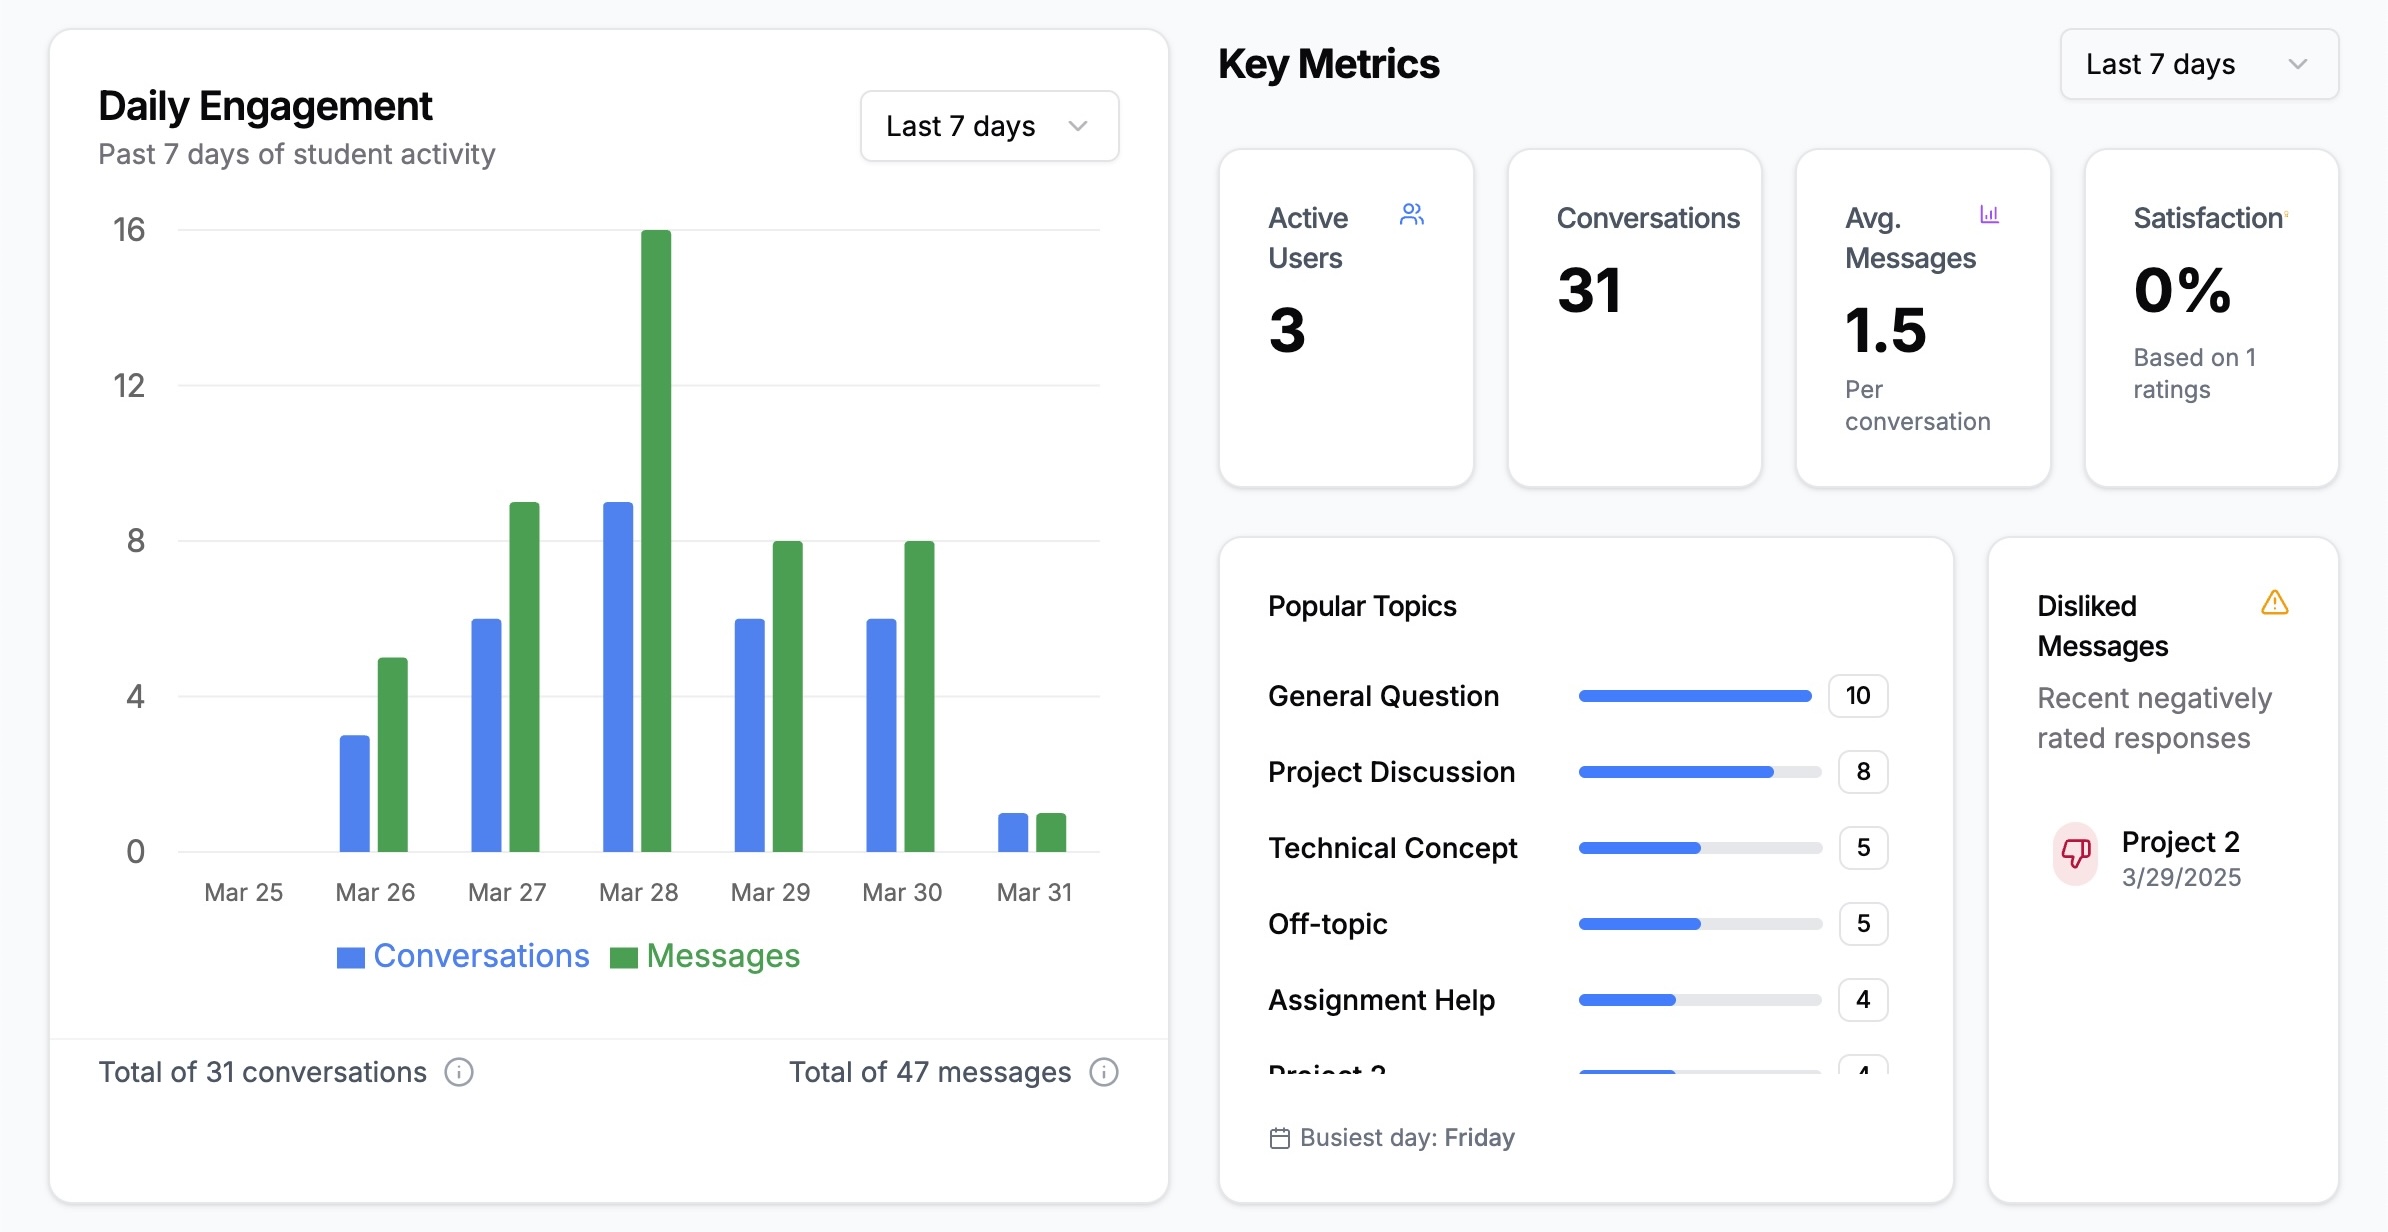 Daily Engagement
Past 7 days of student activity
Last 7 days
16
12
8
4
0
Mar 25
Mar 26
Mar 27
Mar 28
Mar 29
Mar 30
Mar 31
Conversations
Messages
Total of 31 conversations
Total of 47 messages
Key Metrics
Last 7 days
Active
Users
3
Conversations
31
Avg.
Messages
1.5
Per
conversation
Satisfaction
0%
Based on 1
ratings
Popular Topics
General Question
10
Project Discussion
8
Technical Concept
5
Off-topic
5
Assignment Help
4
Project 2
4
Busiest day: Friday
Disliked
Messages
Recent negatively
rated responses
Project 2
3/29/2025